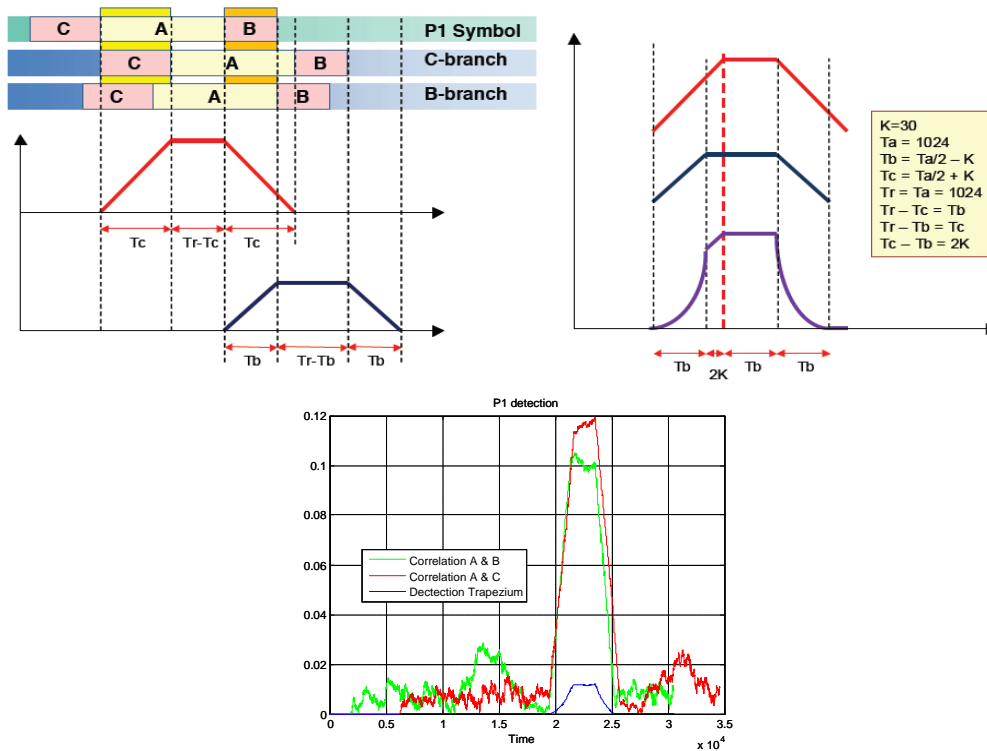 C A B P1 Symbol
C A B C-branch
C A B B-branch
Tc Tr-Tc Tc
Tb Tr-Tb Tb
K=30
Ta = 1024
Tb = Ta/2 – K
Tc = Ta/2 + K
Tr = Ta = 1024
Tr – Tc = Tb
Tr – Tb = Tc
Tc – Tb = 2K
Tb 2K Tb Tb
P1 detection
0.12
0.1
0.08
0.06
0.04
0.02
0
Correlation A & B
Correlation A & C
Dectection Trapezium
0 0.5 1 1.5 2 2.5 3 3.5
Time
x 10^4